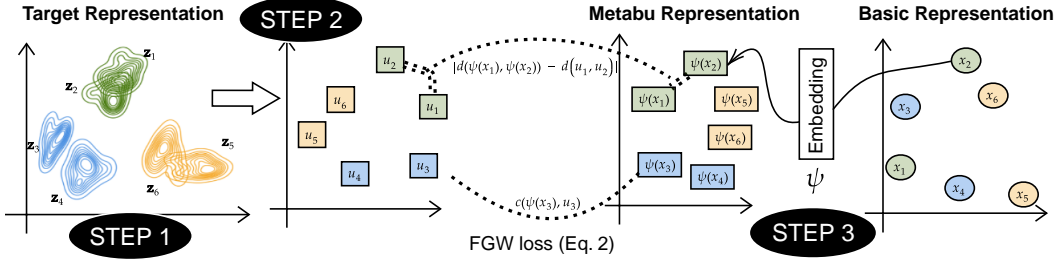 Target Representation
STEP 2
Metabu Representation
Basic Representation
z₁
z₂
z₃
z₄
z₅
z₆
STEP 1
u₂
u₁
u₆
u₅
u₄
u₃
|d(ψ(x₁), ψ(x₂)) − d(u₁, u₂)|
c(ψ(x₃), u₃)
FGW loss (Eq. 2)
ψ(x₂)
ψ(x₁)
ψ(x₅)
ψ(x₆)
ψ(x₃)
ψ(x₄)
Embedding
ψ
STEP 3
x₂
x₆
x₃
x₁
x₄
x₅